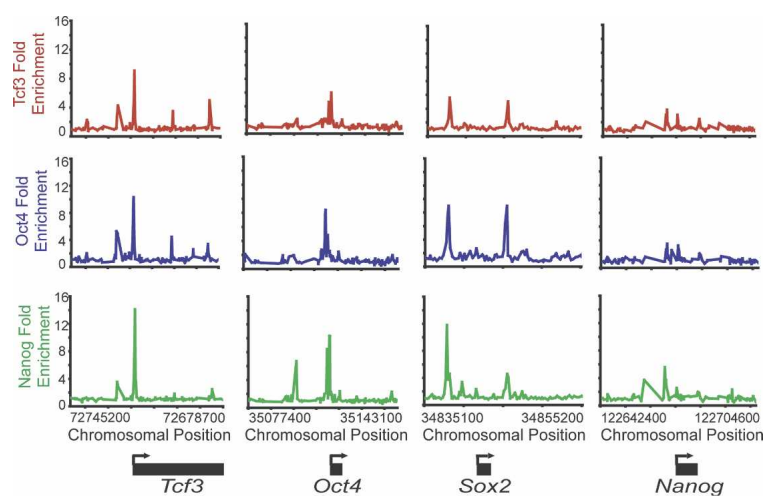 Tcf3 Fold
Enrichment
16
12
8
4
0
Oct4 Fold
Enrichment
16
12
8
4
0
Nanog Fold
Enrichment
16
12
8
4
0
72745200 72678700 35077400 35143100 34835100 34855200 122642400 122704600
Chromosomal Position Chromosomal Position Chromosomal Position Chromosomal Position
Tcf3 Oct4 Sox2 Nanog